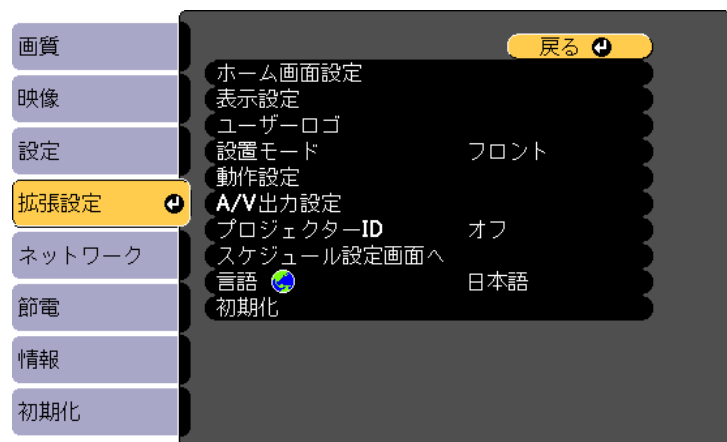 画質
映像
設定
拡張設定
ネットワーク
節電
情報
初期化
戻る
ホーム画面設定
表示設定
ユーザーロゴ
設置モード フロント
動作設定
A/V出力設定
プロジェクターID オフ
スケジュール設定画面へ
言語 日本語
初期化